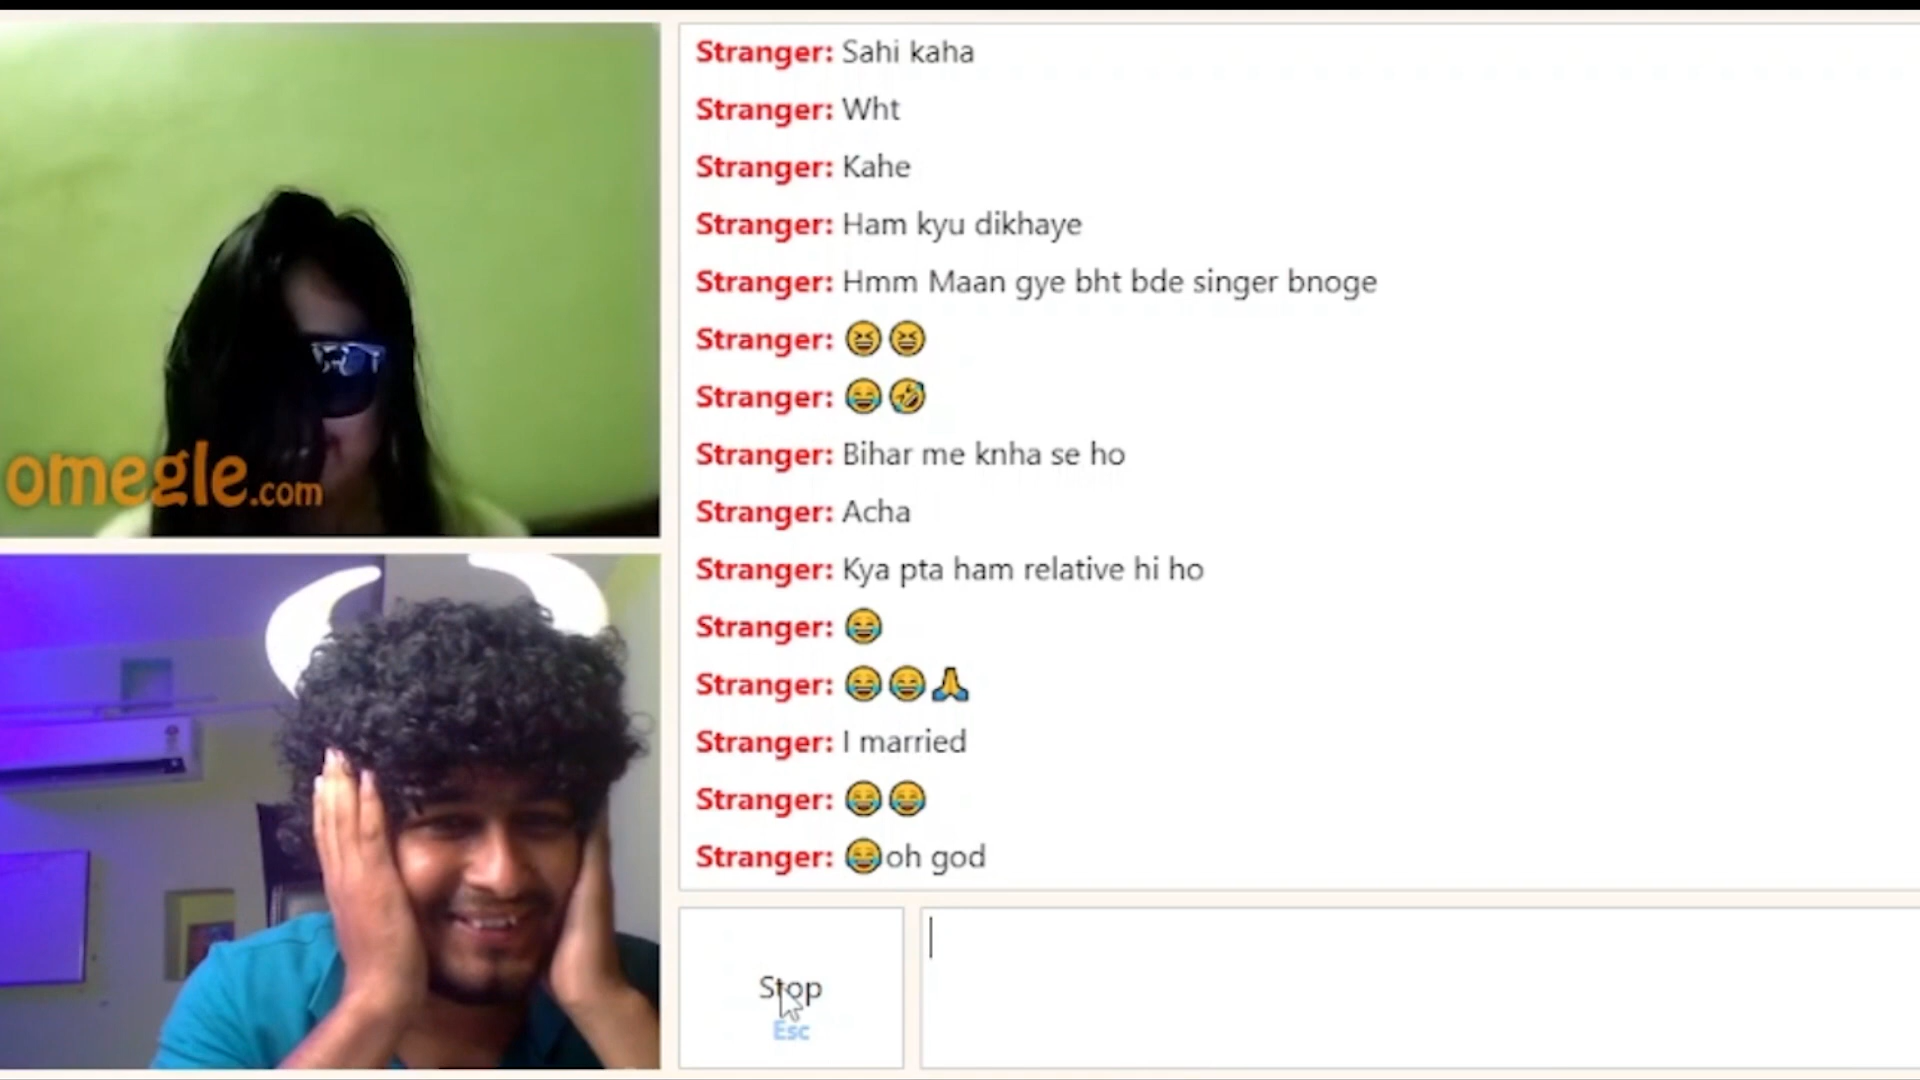 omegle.com
Stranger: Sahi kaha
Stranger: Wht
Stranger: Kahe
Stranger: Ham kyu dikhaye
Stranger: Hmm Maan gye bht bde singer bnoge
Stranger: 😆😆
Stranger: 😂🤣
Stranger: Bihar me knha se ho
Stranger: Acha
Stranger: Kya pta ham relative hi ho
Stranger: 😂
Stranger: 😂😂🙏
Stranger: I married
Stranger: 😂😂
Stranger: 😂oh god
Stop
Esc